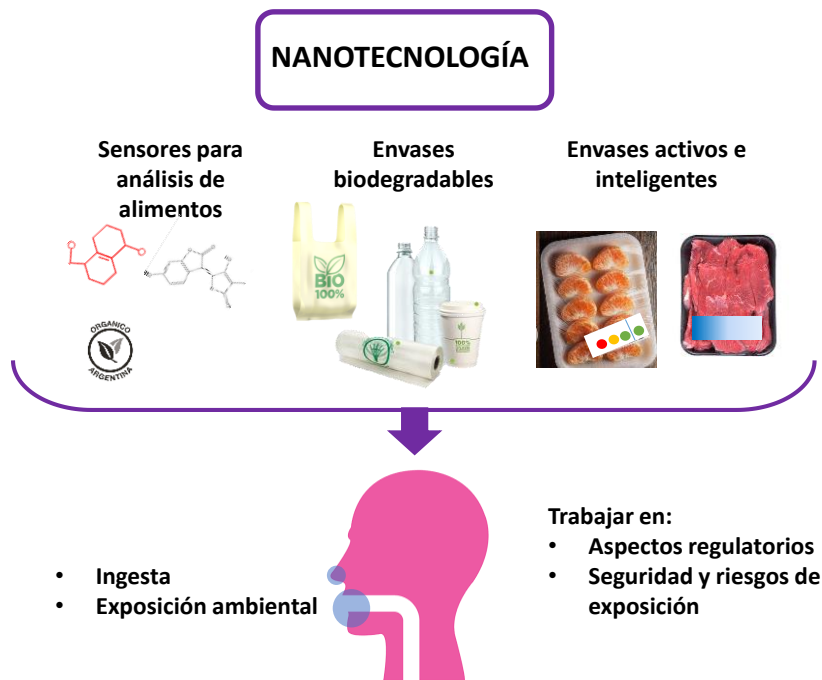 NANOTECNOLOGÍA
Sensores para
análisis de
alimentos
Envases
biodegradables
Envases activos e
inteligentes
BIO
100%
ORGANICO
ARGENTINA
100%
• Ingesta
• Exposición ambiental
Trabajar en:
• Aspectos regulatorios
• Seguridad y riesgos de
exposición